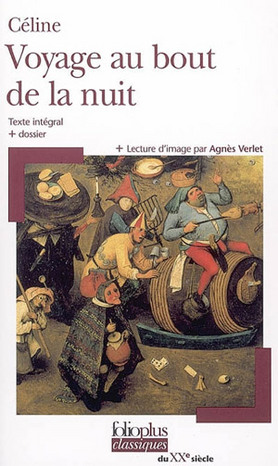 Céline
Voyage au bout
de la nuit
Texte intégral
+ dossier
+ Lecture d'image par Agnès Verlet
folioplus
classiques
du XXe siècle